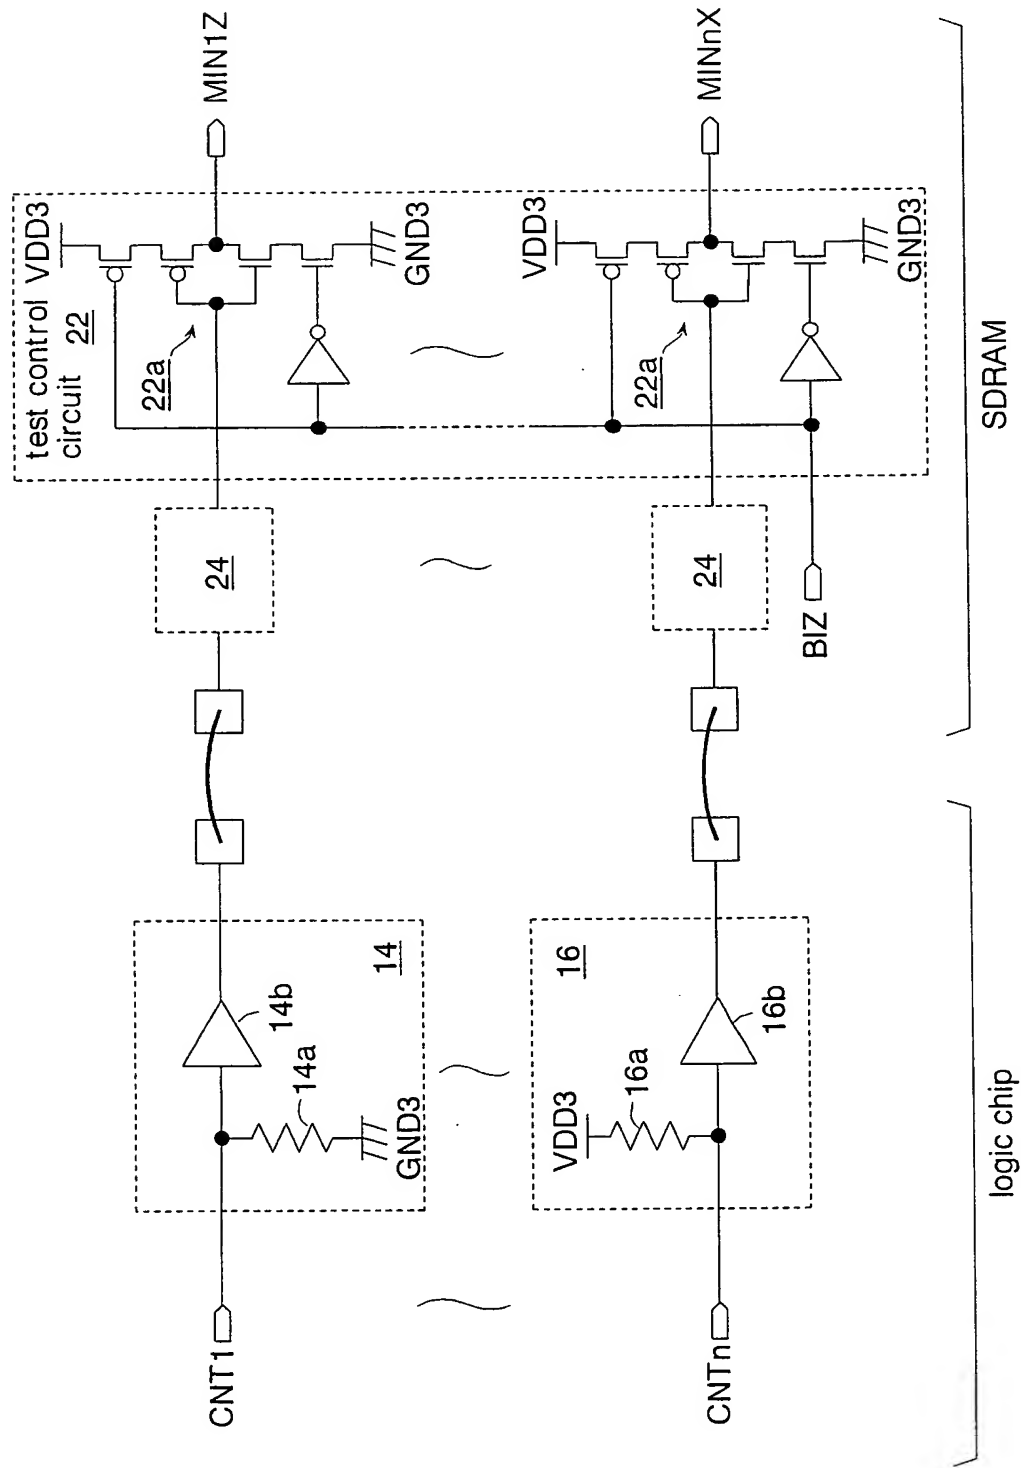 CNT1
14a
GND3
14b
14
24
test control
circuit 22
VDD3
22a
GND3
MIN1Z
CNTn
VDD3
16a
16b
16
24
BIZ
VDD3
22a
GND3
MINnX
logic chip
SDRAM